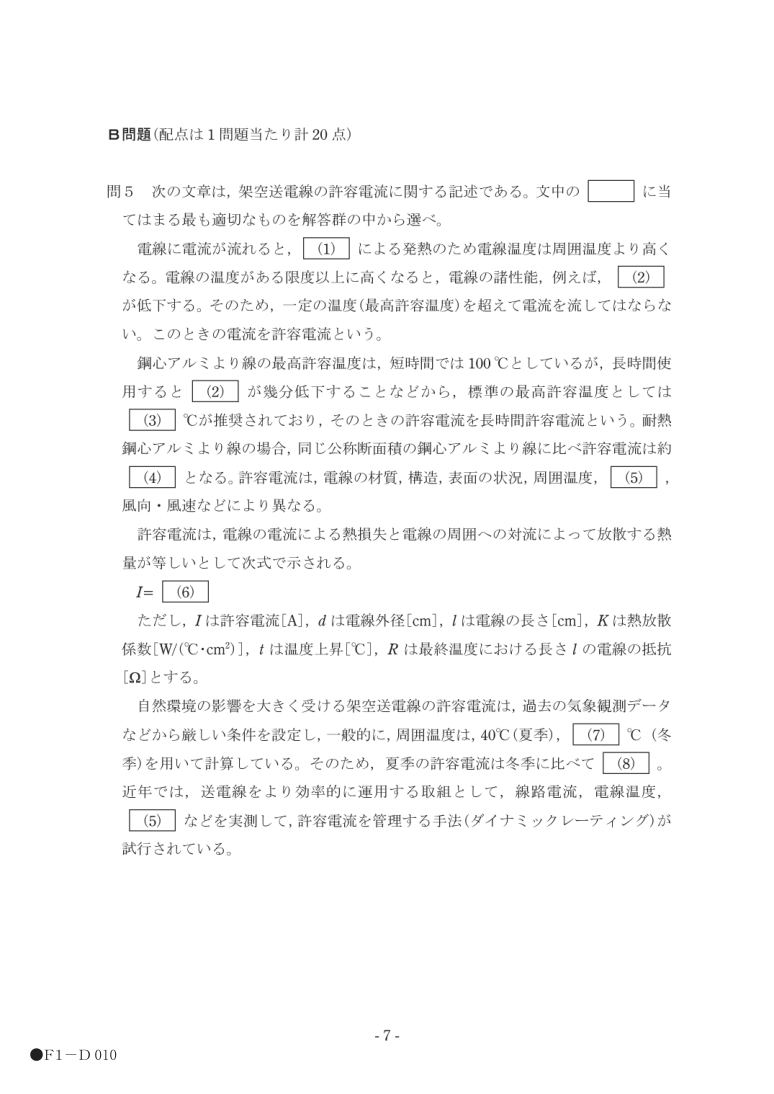 B問題(配点は1問題当たり計20点)
問5　次の文章は，架空送電線の許容電流に関する記述である。文中の　　　に当
てはまる最も適切なものを解答群の中から選べ。
電線に電流が流れると，(1)による発熱のため電線温度は周囲温度より高く
なる。電線の温度がある限度以上に高くなると，電線の諸性能，例えば，(2)
が低下する。そのため，一定の温度(最高許容温度)を超えて電流を流してはならな
い。このときの電流を許容電流という。
鋼心アルミより線の最高許容温度は，短時間では100℃としているが，長時間使
用すると(2)が幾分低下することなどから，標準の最高許容温度としては
(3)℃が推奨されており，そのときの許容電流を長時間許容電流という。耐熱
鋼心アルミより線の場合，同じ公称断面積の鋼心アルミより線に比べ許容電流は約
(4)となる。許容電流は，電線の材質，構造，表面の状況，周囲温度，(5)，
風向・風速などにより異なる。
許容電流は，電線の電流による熱損失と電線の周囲への対流によって放散する熱
量が等しいとして次式で示される。
I=(6)
ただし，Iは許容電流[A]，dは電線外径[cm]，lは電線の長さ[cm]，Kは熱放散
係数[W/(℃・cm²)]，tは温度上昇[℃]，Rは最終温度における長さlの電線の抵抗
[Ω]とする。
自然環境の影響を大きく受ける架空送電線の許容電流は，過去の気象観測データ
などから厳しい条件を設定し，一般的に，周囲温度は，40℃(夏季)，(7)℃(冬
季)を用いて計算している。そのため，夏季の許容電流は冬季に比べて(8)。
近年では，送電線をより効率的に運用する取組として，線路電流，電線温度，
(5)などを実測して，許容電流を管理する手法(ダイナミックレーティング)が
試行されている。
- 7 -
●F1－D 010